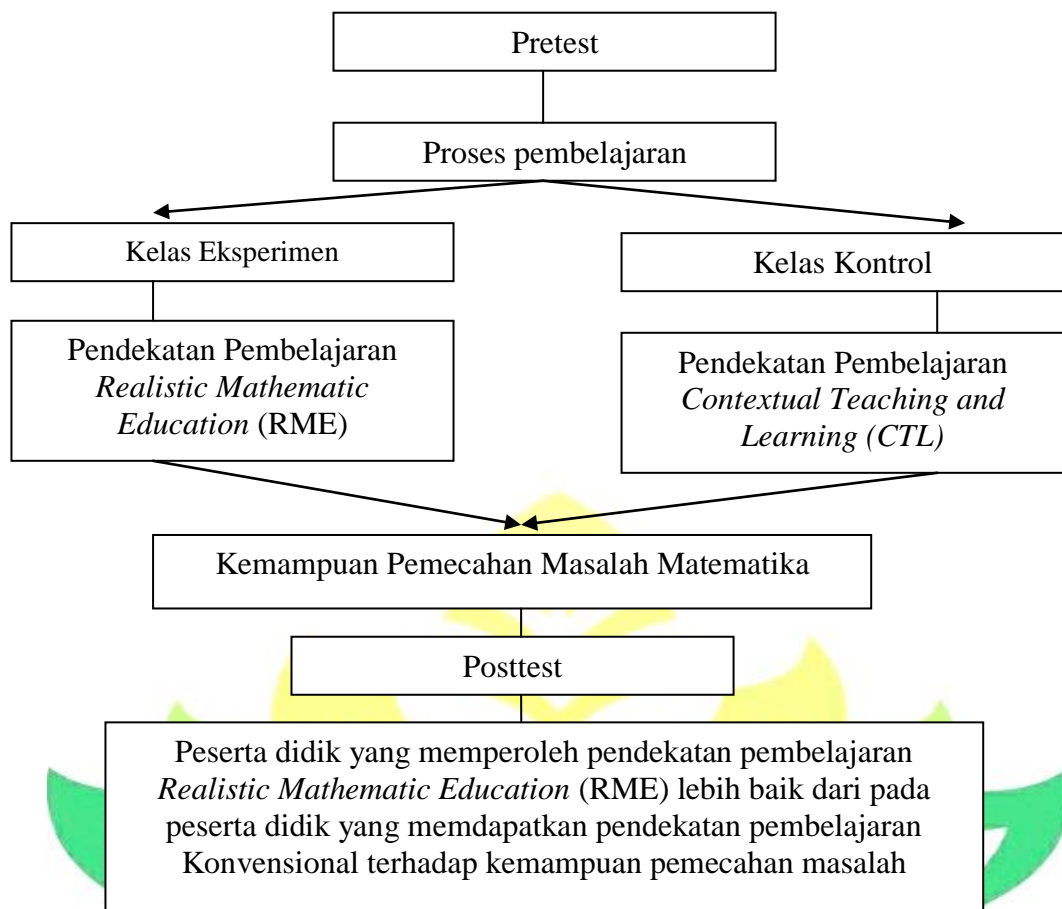 Pretest
Proses pembelajaran
Kelas Eksperimen
Kelas Kontrol
Pendekatan Pembelajaran
Realistic Mathematic
Education (RME)
Pendekatan Pembelajaran
Contextual Teaching and
Learning (CTL)
Kemampuan Pemecahan Masalah Matematika
Posttest
Peserta didik yang memperoleh pendekatan pembelajaran
Realistic Mathematic Education (RME) lebih baik dari pada
peserta didik yang memdapatkan pendekatan pembelajaran
Konvensional terhadap kemampuan pemecahan masalah